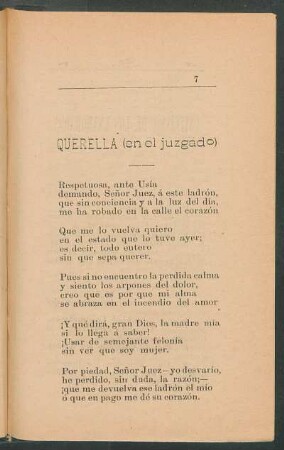 7
QUERELLA (en el juzgado)
Respetuosa, ante Usía
demando, Señor Juez, á este ladrón,
que sin conciencia y a la luz del día,
me ha robado en la calle el corazón
Que me lo vuelva quiero
en el estado que lo tuve ayer;
es decir, todo entero
sin que sepa querer.
Pues si no encuentro la perdida calma
y siento los arpones del dolor,
creo que es por que mi alma
se abraza en el incendio del amor
¡Y qué dirá, gran Dios, la madre mía
si lo llega a saber!
¡Usar de semejante felonía
sin ver que soy mujer.
Por piedad, Señor Juez—yo desvarío,
he perdido, sin duda, la razón;—
¡que me devuelva ese ladrón el mío
ó que en pago me dé su corazón.